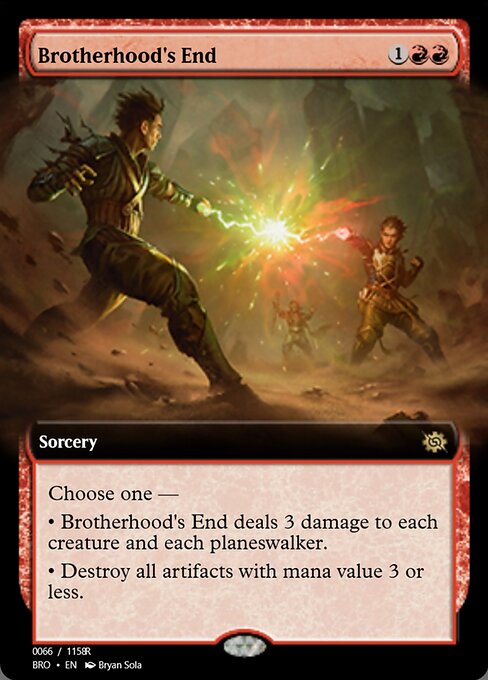 Brotherhood's End 1
Sorcery
Choose one —
• Brotherhood's End deals 3 damage to each
creature and each planeswalker.
• Destroy all artifacts with mana value 3 or
less.
0066 / 1158R
BRO • EN Bryan Sola